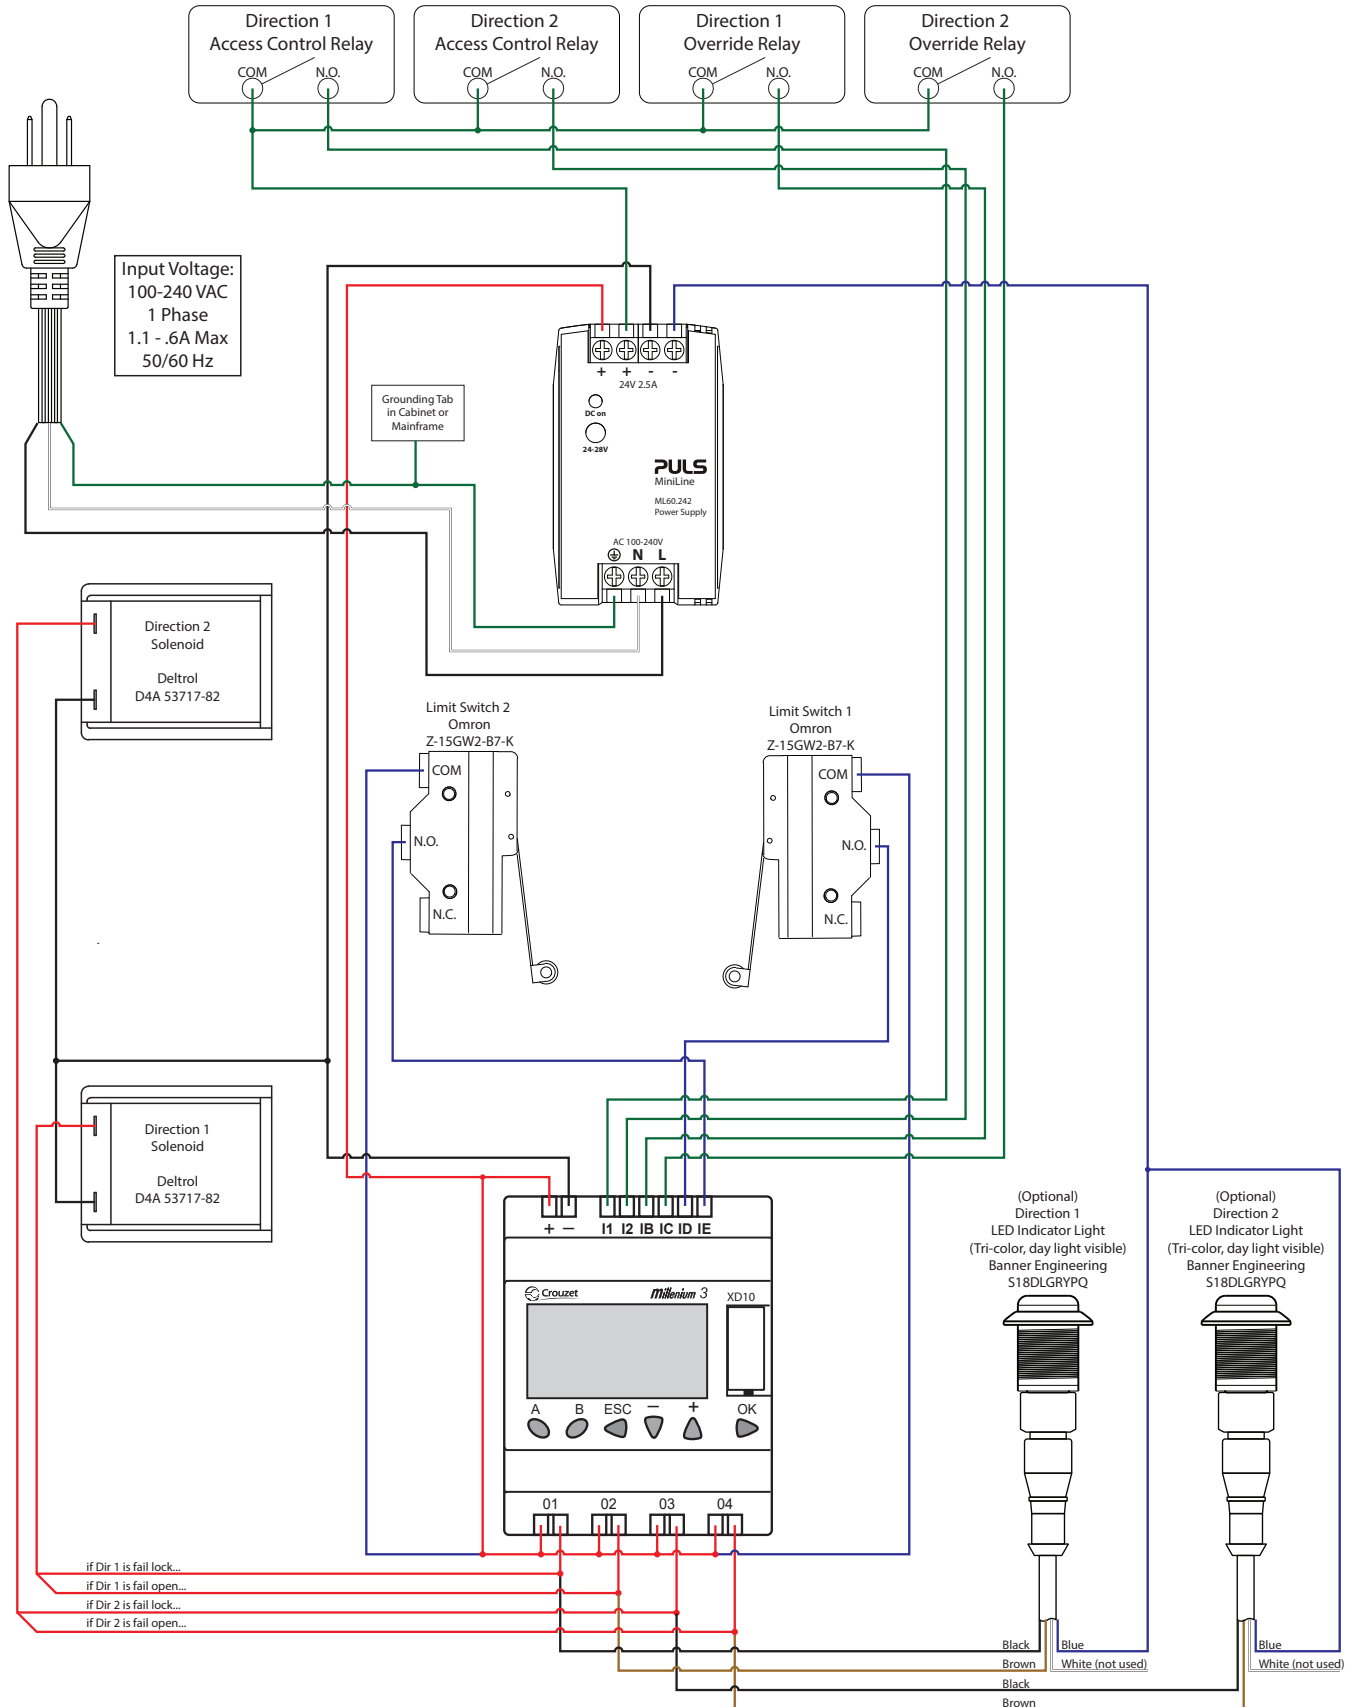 Direction 1
Access Control Relay
COM
N.O.
Direction 2
Access Control Relay
COM
N.O.
Direction 1
Override Relay
COM
N.O.
Direction 2
Override Relay
COM
N.O.
Input Voltage:
100-240 VAC
1 Phase
1.1 - .6A Max
50/60 Hz
Grounding Tab
in Cabinet or
Mainframe
+ + - -
24V 2.5A
DC on
24-28V
PULS
MiniLine
ML60.242
Power Supply
AC 100-240V
N L
Direction 2
Solenoid
Deltrol
D4A 53717-82
Limit Switch 2
Omron
Z-15GW2-B7-K
COM
N.O.
N.C.
Limit Switch 1
Omron
Z-15GW2-B7-K
COM
N.O.
N.C.
Direction 1
Solenoid
Deltrol
D4A 53717-82
+ − I1 I2 IB IC ID IE
Crouzet
Millenium 3
XD10
A B ESC − + OK
01 02 03 04
(Optional)
Direction 1
LED Indicator Light
(Tri-color, day light visible)
Banner Engineering
S18DLGRYPQ
(Optional)
Direction 2
LED Indicator Light
(Tri-color, day light visible)
Banner Engineering
S18DLGRYPQ
if Dir 1 is fail lock...
if Dir 1 is fail open...
if Dir 2 is fail lock...
if Dir 2 is fail open...
Black
Blue
Brown
White (not used)
Black
Brown
Blue
White (not used)